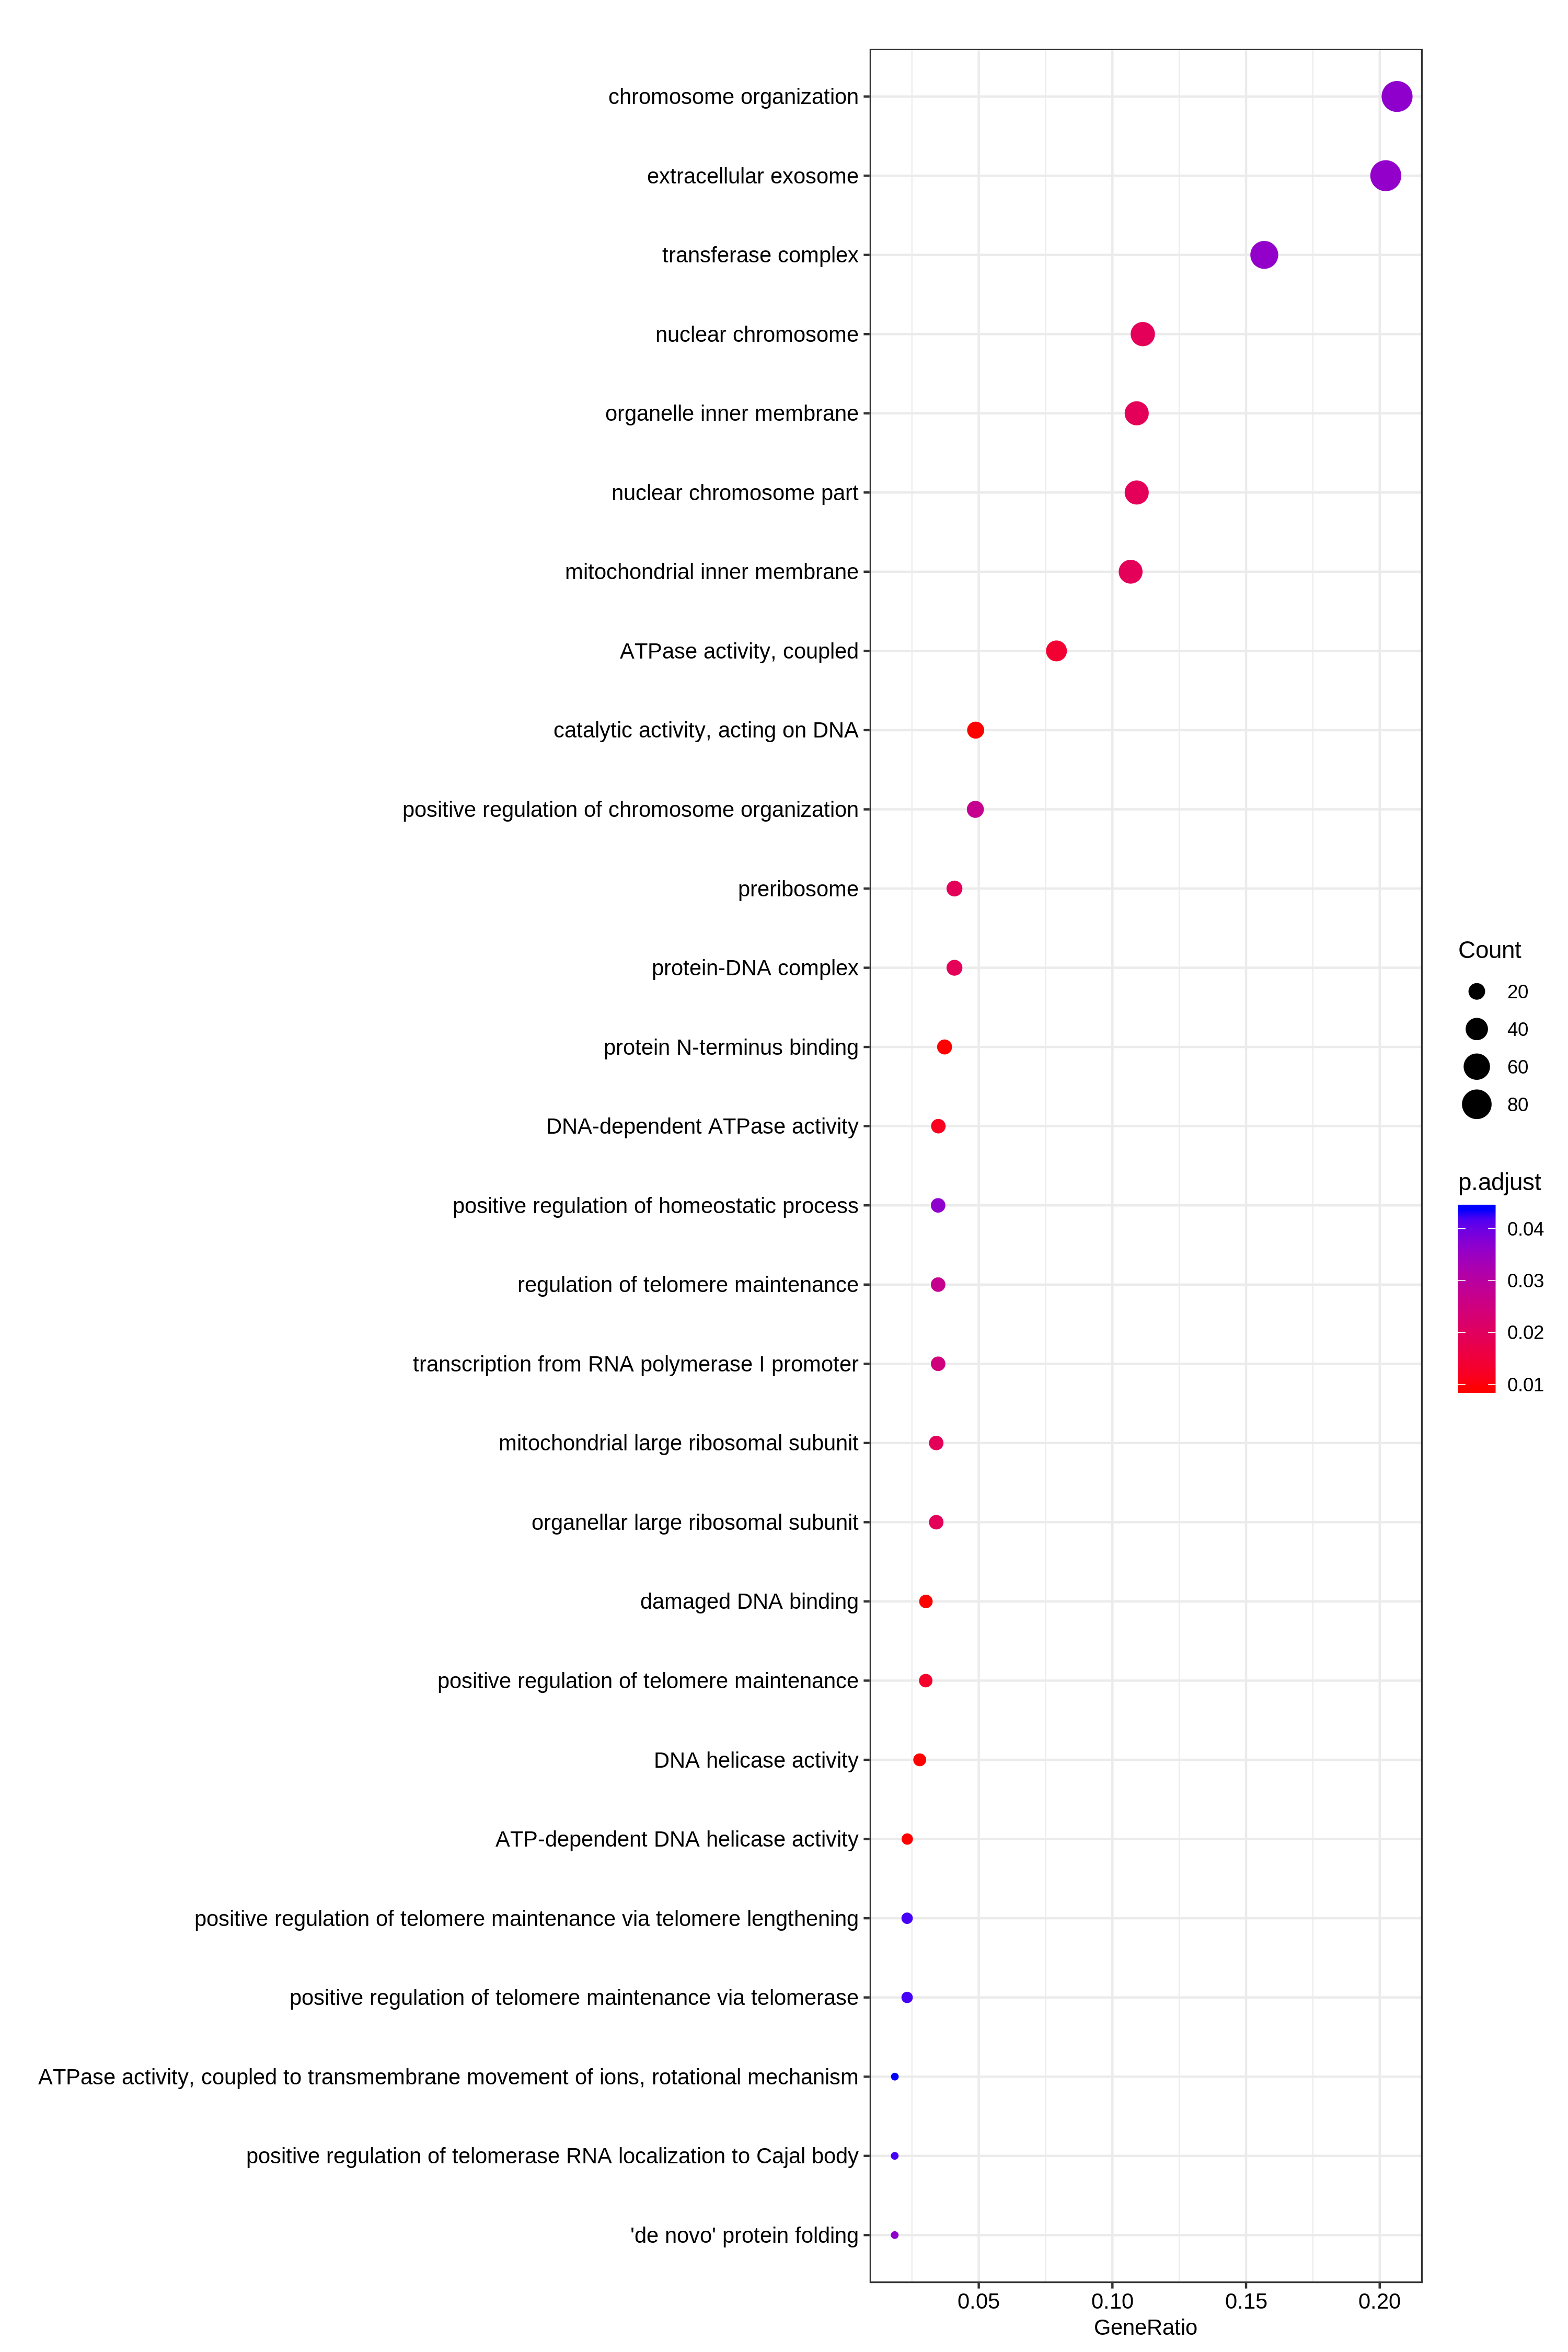 chromosome organization
extracellular exosome
transferase complex
nuclear chromosome
organelle inner membrane
nuclear chromosome part
mitochondrial inner membrane
ATPase activity, coupled
catalytic activity, acting on DNA
positive regulation of chromosome organization
preribosome
protein-DNA complex
protein N-terminus binding
DNA-dependent ATPase activity
positive regulation of homeostatic process
regulation of telomere maintenance
transcription from RNA polymerase I promoter
mitochondrial large ribosomal subunit
organellar large ribosomal subunit
damaged DNA binding
positive regulation of telomere maintenance
DNA helicase activity
ATP-dependent DNA helicase activity
positive regulation of telomere maintenance via telomere lengthening
positive regulation of telomere maintenance via telomerase
ATPase activity, coupled to transmembrane movement of ions, rotational mechanism
positive regulation of telomerase RNA localization to Cajal body
'de novo' protein folding
0.05 0.10 0.15 0.20
GeneRatio
Count
20
40
60
80
p.adjust
0.04
0.03
0.02
0.01